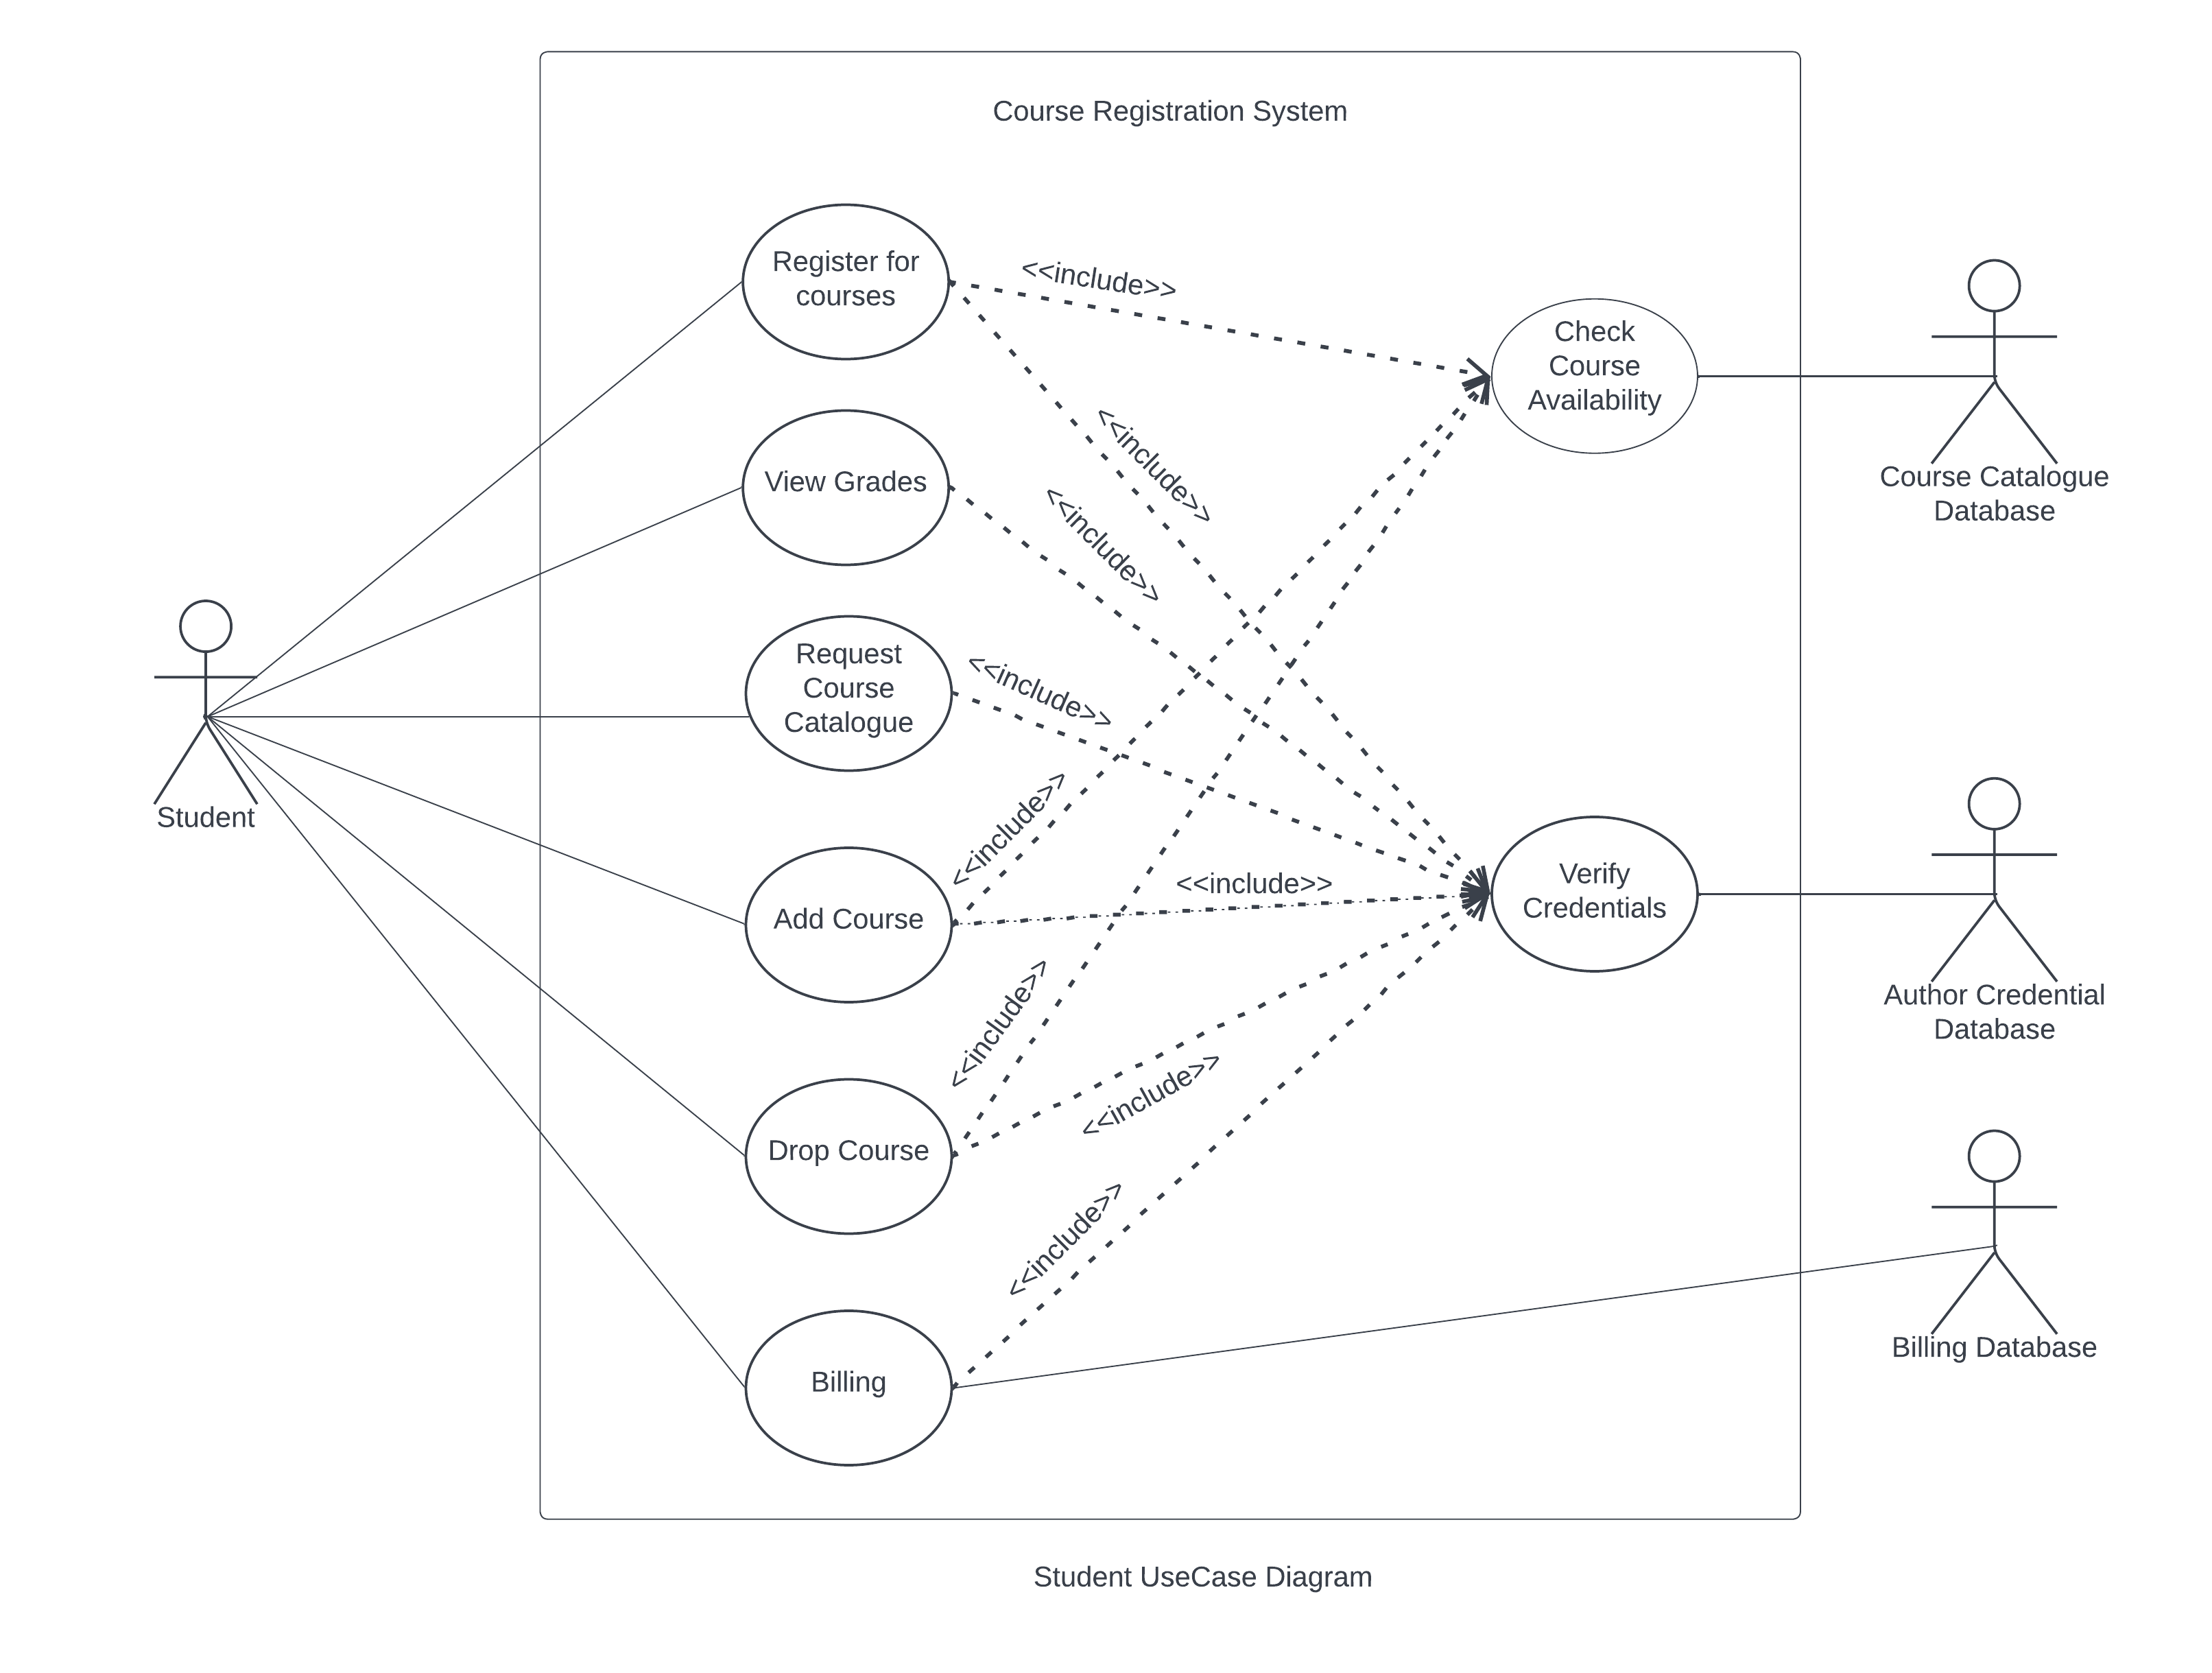 Course Registration System
Register for
courses
<<include>>
Check
Course
Availability
Course Catalogue
Database
<<include>>
View Grades
<<include>>
Request
Course
Catalogue
<<include>>
Student
<<include>>
Add Course
<<include>>
Verify
Credentials
Author Credential
Database
<<include>>
Drop Course
<<include>>
<<include>>
Billing
Billing Database
Student UseCase Diagram